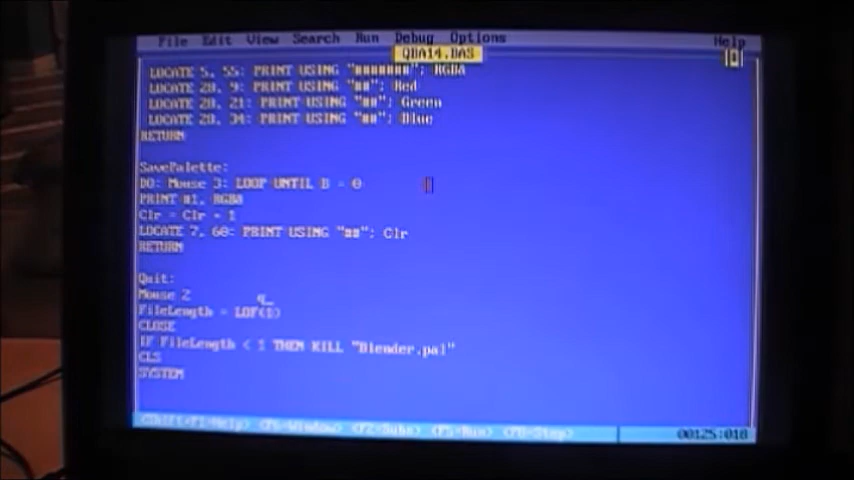 File Edit View Search Run Debug Options Help
QBA14.BAS
LOCATE 5, 55: PRINT USING "#######"; RGBA
LOCATE 20, 9: PRINT USING "##"; Red
LOCATE 20, 21: PRINT USING "##"; Green
LOCATE 20, 34: PRINT USING "##"; Blue
RETURN
SavePalette:
DO: Mouse 3: LOOP UNTIL B = 0
PRINT #1, RGBA
Clr = Clr + 1
LOCATE 7, 60: PRINT USING "##"; Clr
RETURN
Quit:
Mouse 2 q_
FileLength = LOF(1)
CLOSE
IF FileLength < 1 THEN KILL "Blender.pal"
CLS
SYSTEM
<Shift+F1=Help> <F6=Window> <F2=Subs> <F5=Run> <F8=Step> 00125:018